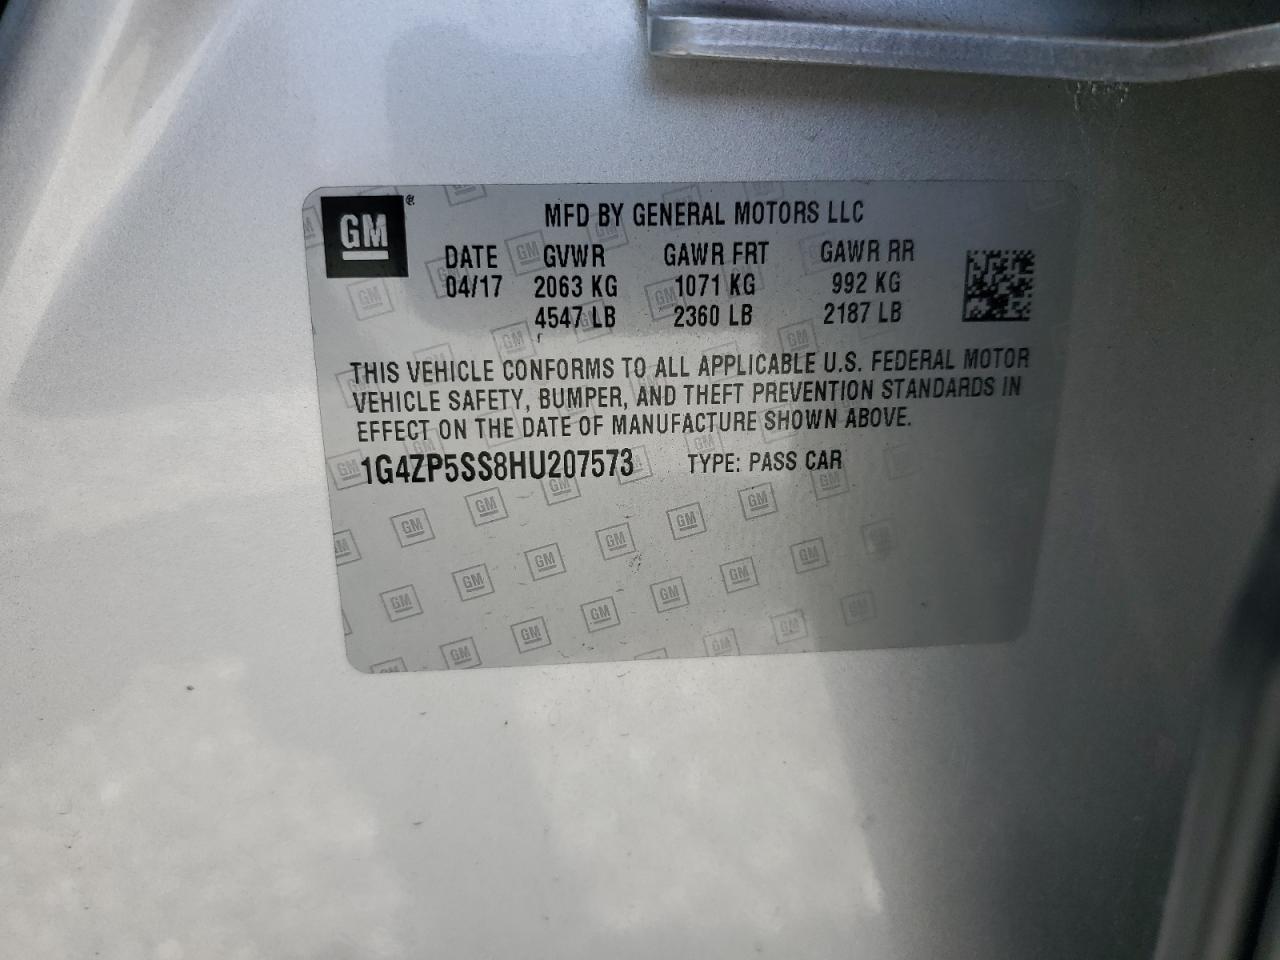 GM®
MFD BY GENERAL MOTORS LLC
DATE GVWR GAWR FRT GAWR RR
04/17 2063 KG 1071 KG 992 KG
4547 LB 2360 LB 2187 LB
THIS VEHICLE CONFORMS TO ALL APPLICABLE U.S. FEDERAL MOTOR
VEHICLE SAFETY, BUMPER, AND THEFT PREVENTION STANDARDS IN
EFFECT ON THE DATE OF MANUFACTURE SHOWN ABOVE.
1G4ZP5SS8HU207573 TYPE: PASS CAR